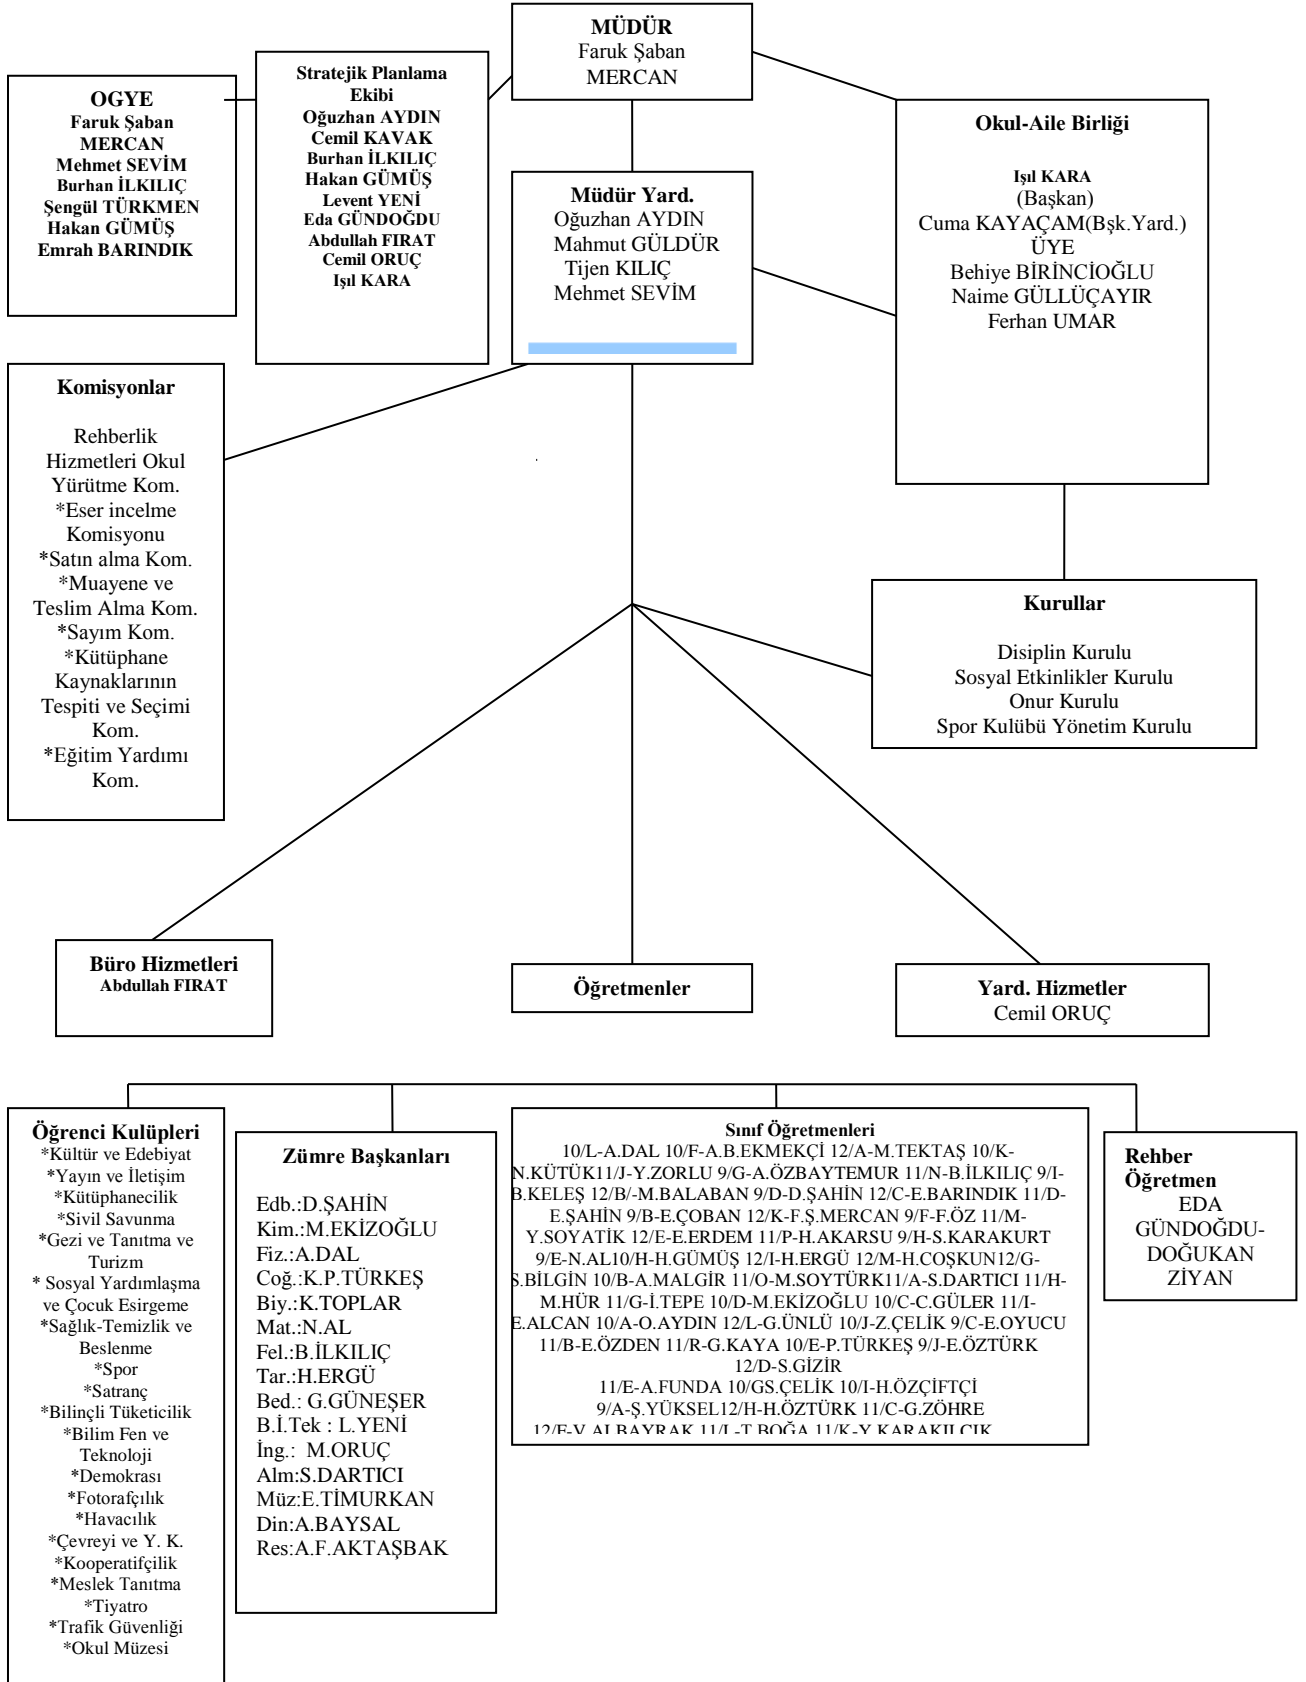 MÜDÜR
Faruk Şaban
MERCAN
OGYE
Faruk Şaban
MERCAN
Mehmet SEVİM
Burhan İLKILIÇ
Şengül TÜRKMEN
Hakan GÜMÜŞ
Emrah BARINDIK
Stratejik Planlama
Ekibi
Oğuzhan AYDIN
Cemil KAVAK
Burhan İLKILIÇ
Hakan GÜMÜŞ
Levent YENİ
Eda GÜNDOĞDU
Abdullah FIRAT
Cemil ORUÇ
Işıl KARA
Müdür Yard.
Oğuzhan AYDIN
Mahmut GÜLDÜR
Tijen KILIÇ
Mehmet SEVİM
Okul-Aile Birliği
Işıl KARA
(Başkan)
Cuma KAYAÇAM(Bşk.Yard.)
ÜYE
Behiye BİRİNCİOĞLU
Naime GÜLLÜÇAYIR
Ferhan UMAR
Komisyonlar
Rehberlik
Hizmetleri Okul
Yürütme Kom.
*Eser incelme
Komisyonu
*Satın alma Kom.
*Muayene ve
Teslim Alma Kom.
*Sayım Kom.
*Kütüphane
Kaynaklarının
Tespiti ve Seçimi
Kom.
*Eğitim Yardımı
Kom.
Kurullar
Disiplin Kurulu
Sosyal Etkinlikler Kurulu
Onur Kurulu
Spor Kulübü Yönetim Kurulu
Büro Hizmetleri
Abdullah FIRAT
Öğretmenler
Yard. Hizmetler
Cemil ORUÇ
Öğrenci Kulüpleri
*Kültür ve Edebiyat
*Yayın ve İletişim
*Kütüphanecilik
*Sivil Savunma
*Gezi ve Tanıtma ve
Turizm
* Sosyal Yardımlaşma
ve Çocuk Esirgeme
*Sağlık-Temizlik ve
Beslenme
*Spor
*Satranç
*Bilinçli Tüketicilik
*Bilim Fen ve
Teknoloji
*Demokrası
*Fotorafçılık
*Havacılık
*Çevreyi ve Y. K.
*Kooperatifçilik
*Meslek Tanıtma
*Tiyatro
*Trafik Güvenliği
*Okul Müzesi
Zümre Başkanları
Edb.:D.ŞAHİN
Kim.:M.EKİZOĞLU
Fiz.:A.DAL
Coğ.:K.P.TÜRKEŞ
Biy.:K.TOPLAR
Mat.:N.AL
Fel.:B.İLKILIÇ
Tar.:H.ERGÜ
Bed.: G.GÜNEŞER
B.İ.Tek : L.YENİ
İng.: M.ORUÇ
Alm:S.DARTICI
Müz:E.TİMURKAN
Din:A.BAYSAL
Res:A.F.AKTAŞBAK
Sınıf Öğretmenleri
10/L-A.DAL 10/F-A.B.EKMEKÇİ 12/A-M.TEKTAŞ 10/K-
N.KÜTÜK11/J-Y.ZORLU 9/G-A.ÖZBAYTEMUR 11/N-B.İLKILIÇ 9/I-
B.KELEŞ 12/B/-M.BALABAN 9/D-D.ŞAHİN 12/C-E.BARINDIK 11/D-
E.ŞAHİN 9/B-E.ÇOBAN 12/K-F.Ş.MERCAN 9/F-F.ÖZ 11/M-
Y.SOYATİK 12/E-E.ERDEM 11/P-H.AKARSU 9/H-S.KARAKURT
9/E-N.AL10/H-H.GÜMÜŞ 12/I-H.ERGÜ 12/M-H.COŞKUN12/G-
S.BİLGİN 10/B-A.MALGİR 11/O-M.SOYTÜRK11/A-S.DARTICI 11/H-
M.HÜR 11/G-İ.TEPE 10/D-M.EKİZOĞLU 10/C-C.GÜLER 11/I-
E.ALCAN 10/A-O.AYDIN 12/L-G.ÜNLÜ 10/J-Z.ÇELİK 9/C-E.OYUCU
11/B-E.ÖZDEN 11/R-G.KAYA 10/E-P.TÜRKEŞ 9/J-E.ÖZTÜRK
12/D-S.GİZİR
11/E-A.FUNDA 10/GS.ÇELİK 10/I-H.ÖZÇİFTÇİ
9/A-Ş.YÜKSEL12/H-H.ÖZTÜRK 11/C-G.ZÖHRE
12/F-V.ALBAYRAK 11/L-T.BOĞA 11/K-Y.KARAKILÇIK
Rehber
Öğretmen
EDA
GÜNDOĞDU-
DOĞUKAN
ZİYAN